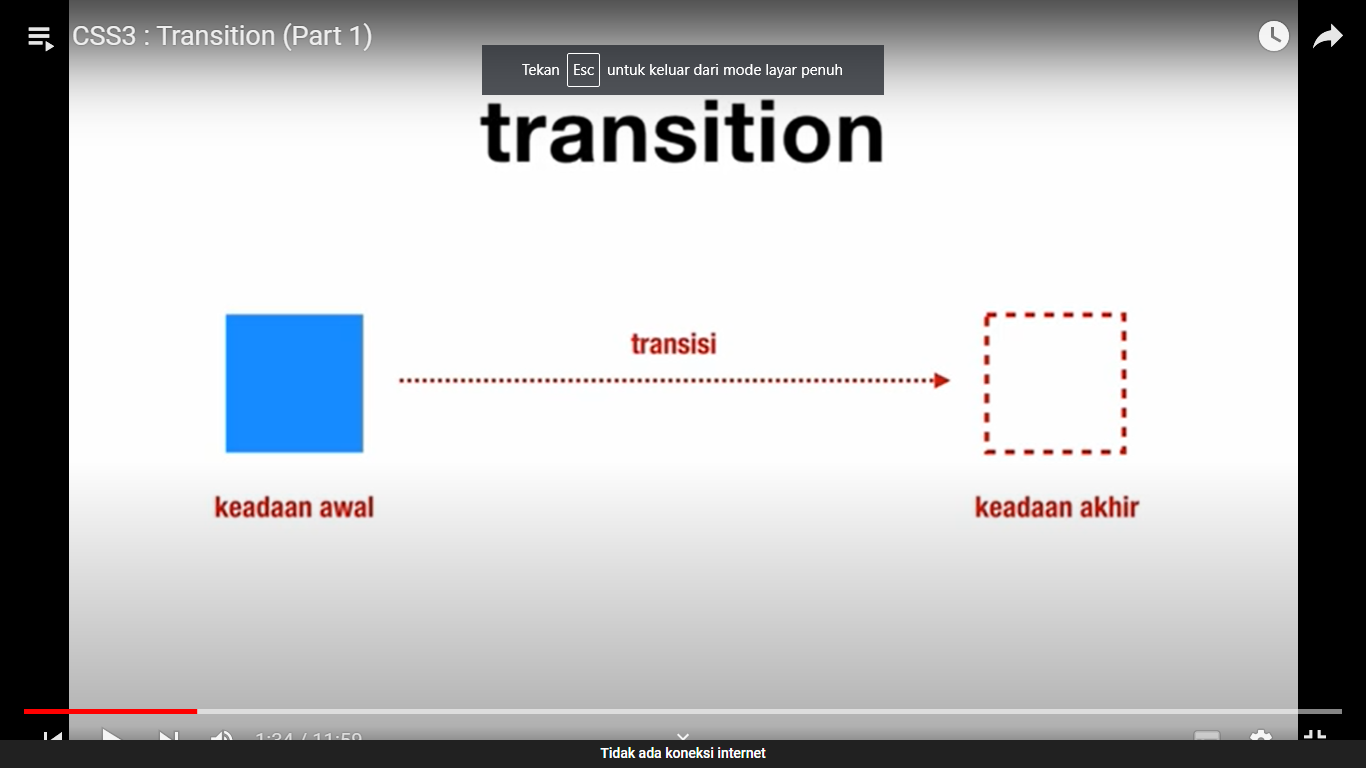 CSS3 : Transition (Part 1)
Tekan Esc untuk keluar dari mode layar penuh
transition
transisi
keadaan awal
keadaan akhir
1:34 / 11:59
Tidak ada koneksi internet